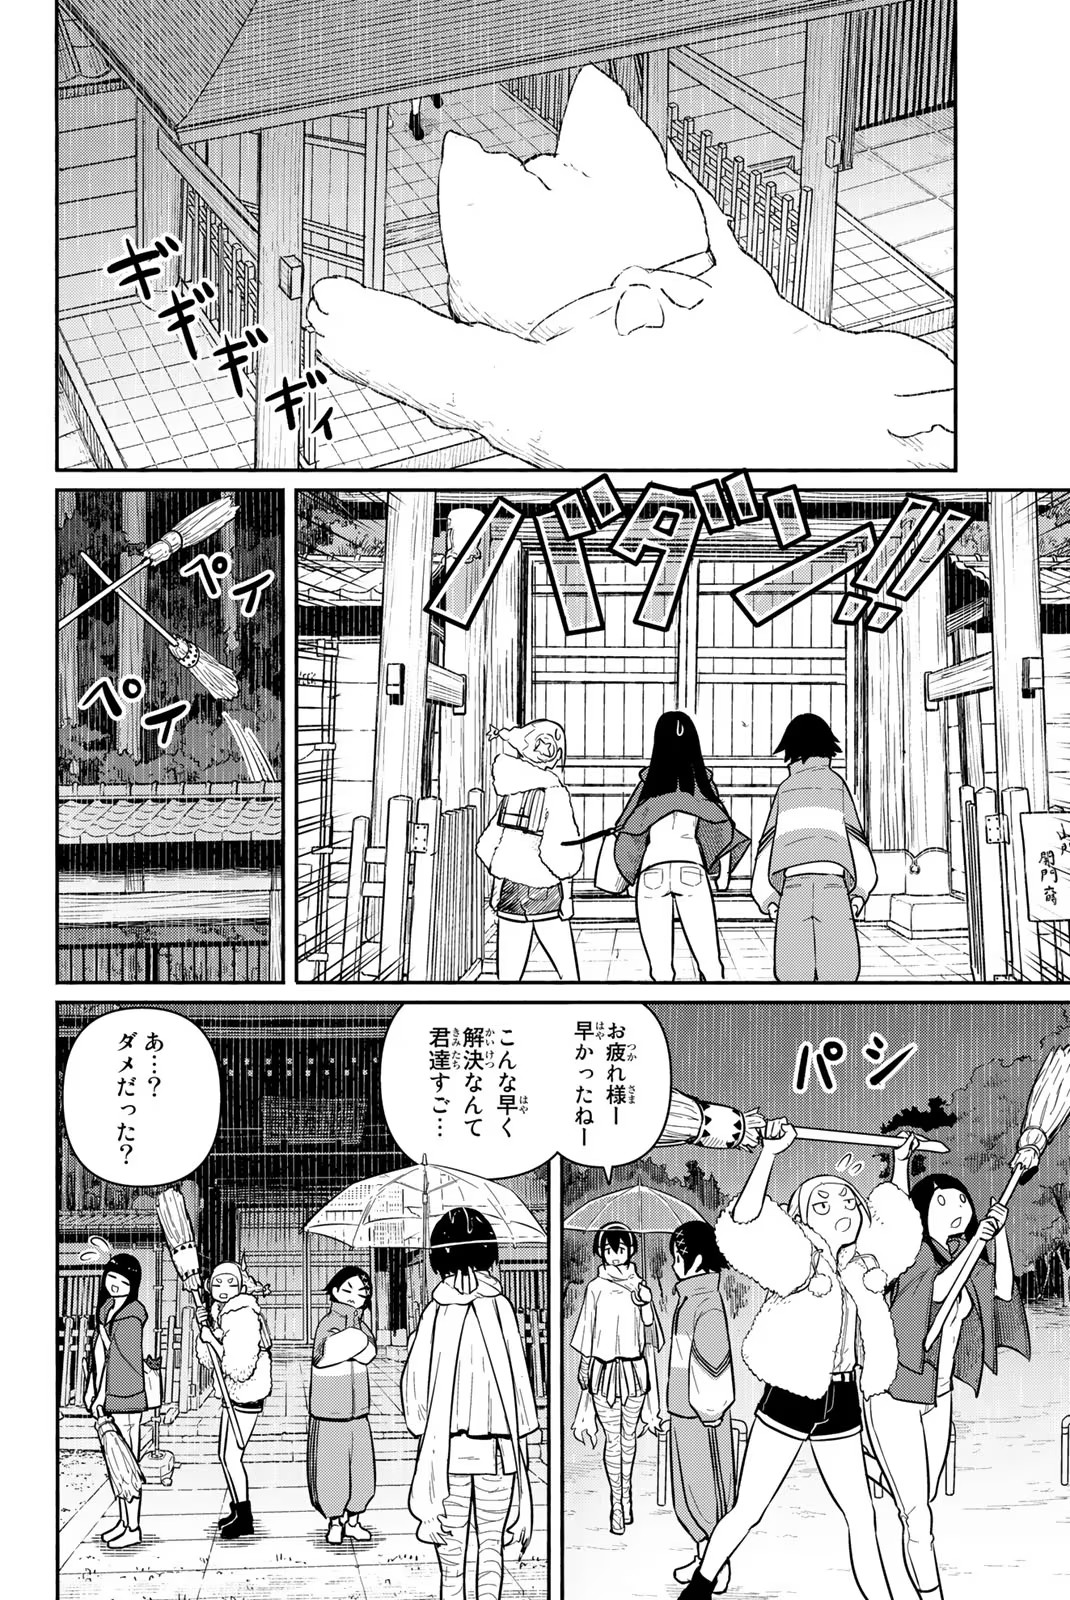 ギギギギィ
バダンッ!!
ペイ
ペイ
パシ
お疲れ様ー
早かったねー
こんな早く
解決なんて
君達すご…
あ…?
ダメだった?